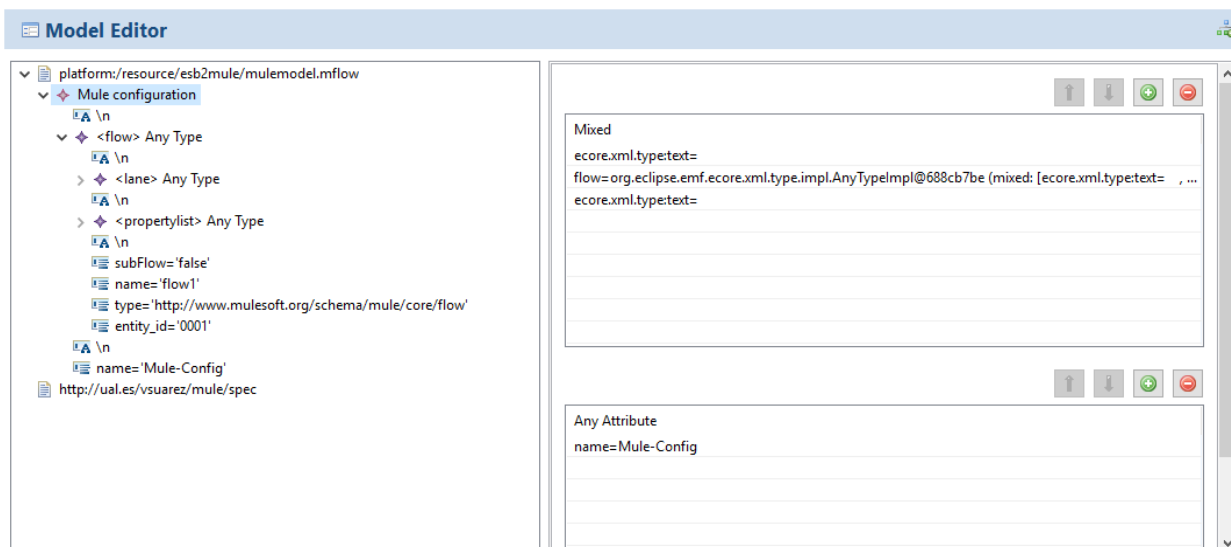 Model Editor
platform:/resource/esb2mule/mulemodel.mflow
Mule configuration
\n
<flow> Any Type
\n
<lane> Any Type
\n
<propertylist> Any Type
\n
subFlow='false'
name='flow1'
type='http://www.mulesoft.org/schema/mule/core/flow'
entity_id='0001'
\n
name='Mule-Config'
http://ual.es/vsuarez/mule/spec
Mixed
ecore.xml.type:text=
flow=org.eclipse.emf.ecore.xml.type.impl.AnyTypeImpl@688cb7be (mixed: [ecore.xml.type:text= , ...
ecore.xml.type:text=
Any Attribute
name=Mule-Config